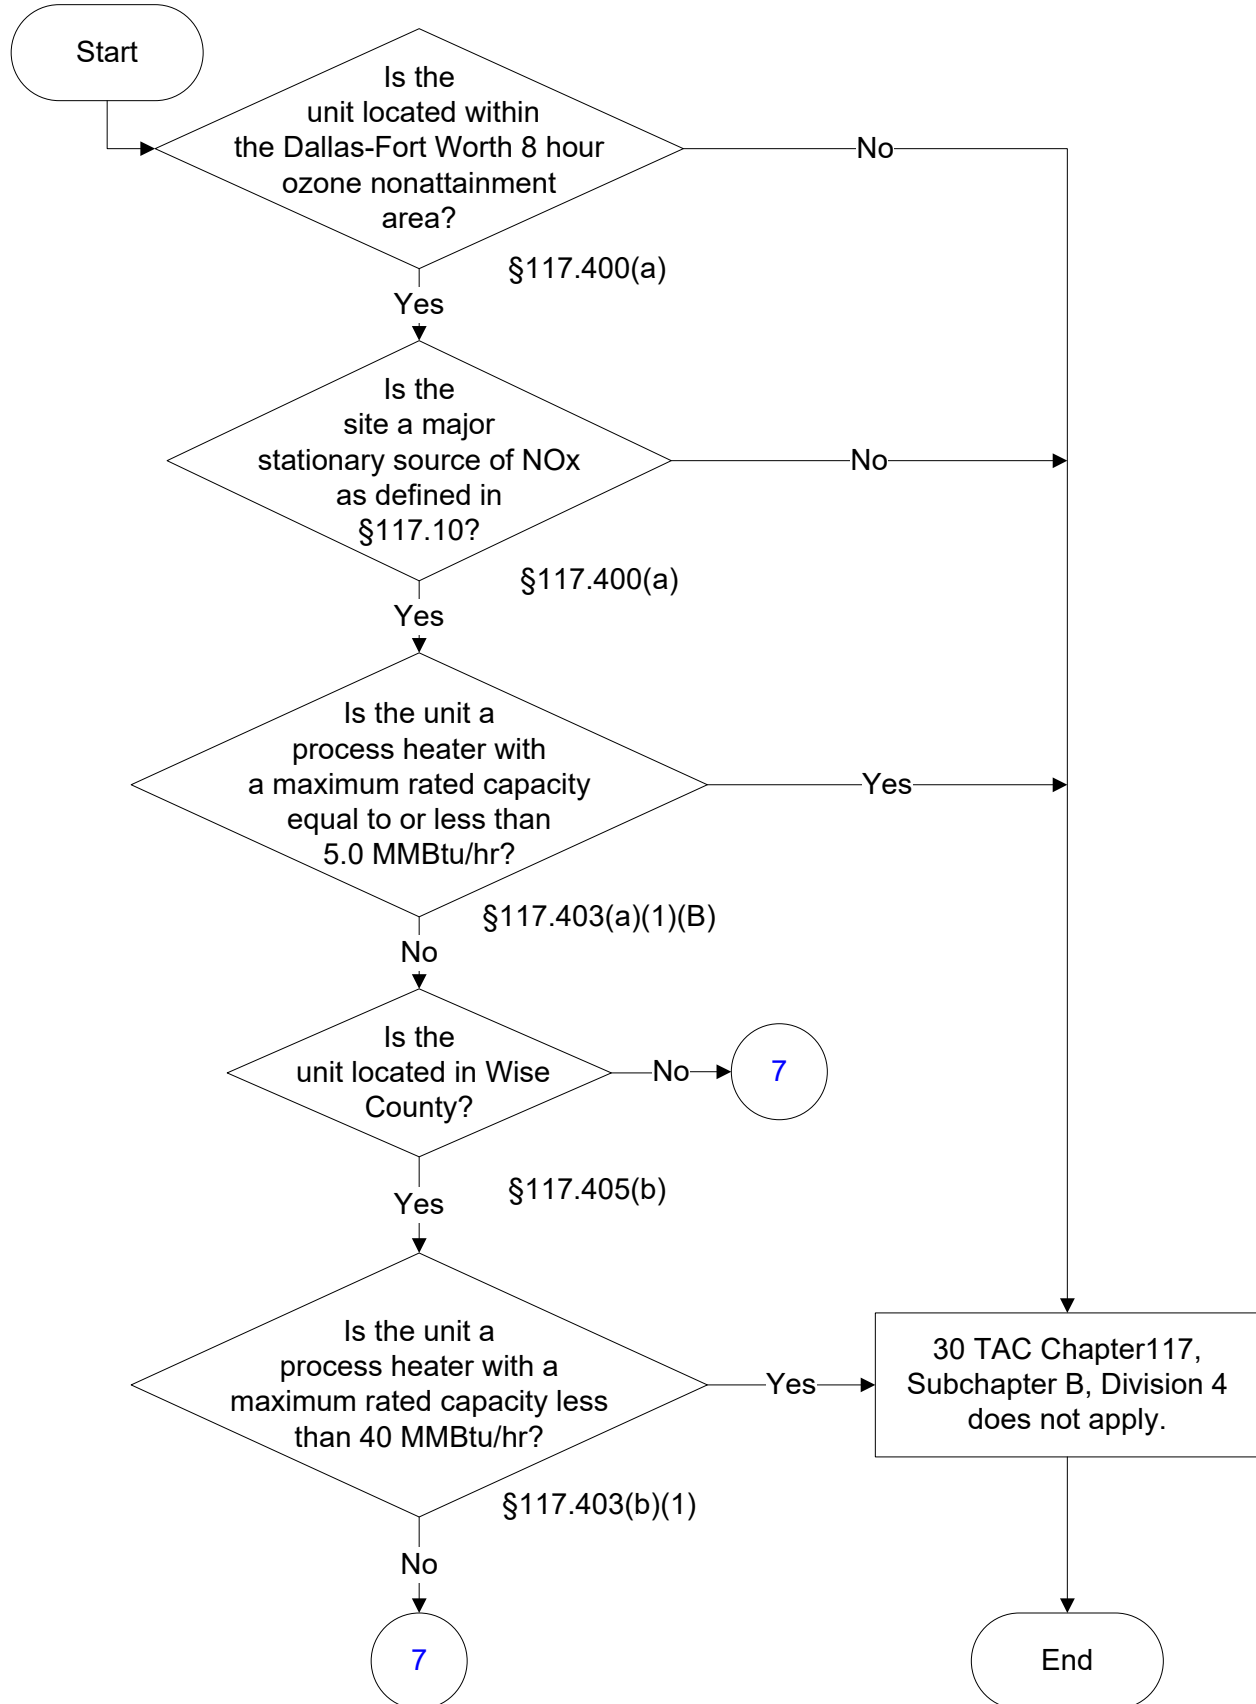 Start
Is the
unit located within
the Dallas-Fort Worth 8 hour
ozone nonattainment
area?
No
§117.400(a)
Yes
Is the
site a major
stationary source of NOx
as defined in
§117.10?
No
§117.400(a)
Yes
Is the unit a
process heater with
a maximum rated capacity
equal to or less than
5.0 MMBtu/hr?
Yes
§117.403(a)(1)(B)
No
Is the
unit located in Wise
County?
No
7
§117.405(b)
Yes
Is the unit a
process heater with a
maximum rated capacity less
than 40 MMBtu/hr?
Yes
30 TAC Chapter117,
Subchapter B, Division 4
does not apply.
§117.403(b)(1)
No
7
End